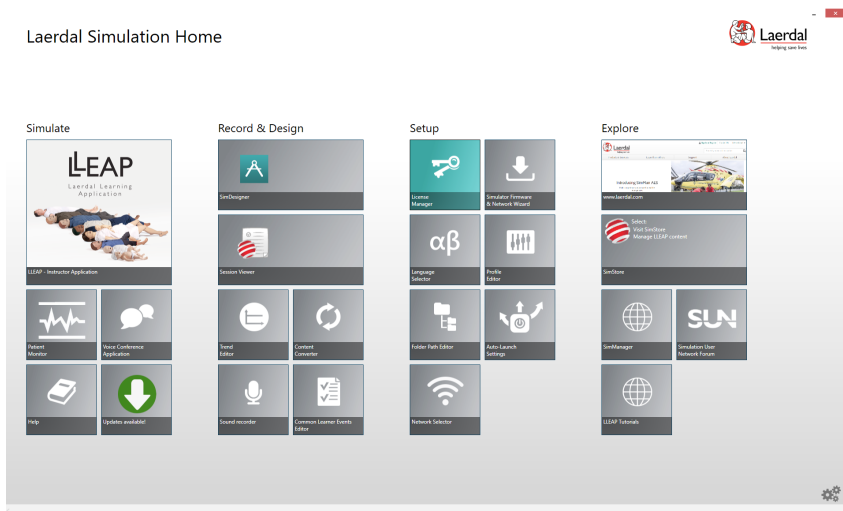 Laerdal Simulation Home
Laerdal
helping save lives
Simulate
LLEAP
Laerdal Learning
Application
LLEAP - Instructor Application
Patient
Monitor
Voice Conference
Application
Help
Updates available!
Record & Design
SimDesigner
Session Viewer
Trend
Editor
Content
Converter
Sound recorder
Common Learner Events
Editor
Setup
License
Manager
Simulator Firmware
& Network Wizard
αβ
Language
Selector
Profile
Editor
Folder Path Editor
Auto-Launch
Settings
Network Selector
Explore
Laerdal
www.laerdal.com
Select:
Visit SimStore
Manage LLEAP content
SimStore
SimManager
SUN
Simulation User
Network Forum
LLEAP Tutorials